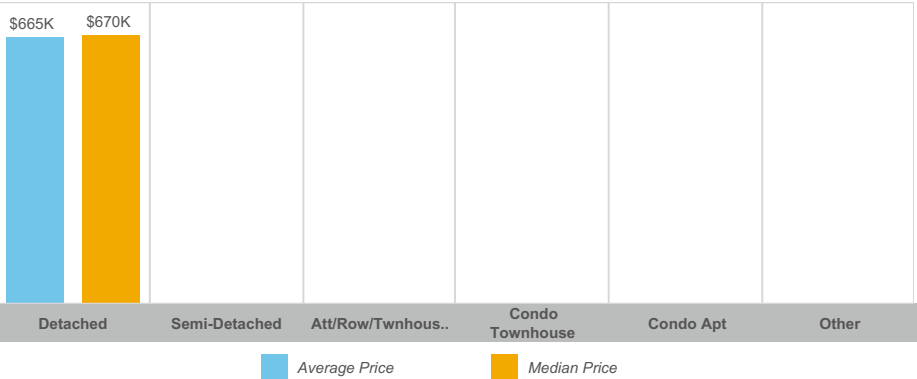 $665K
$670K
Detached
Semi-Detached
Att/Row/Twnhous..
Condo
Townhouse
Condo Apt
Other
Average Price
Median Price